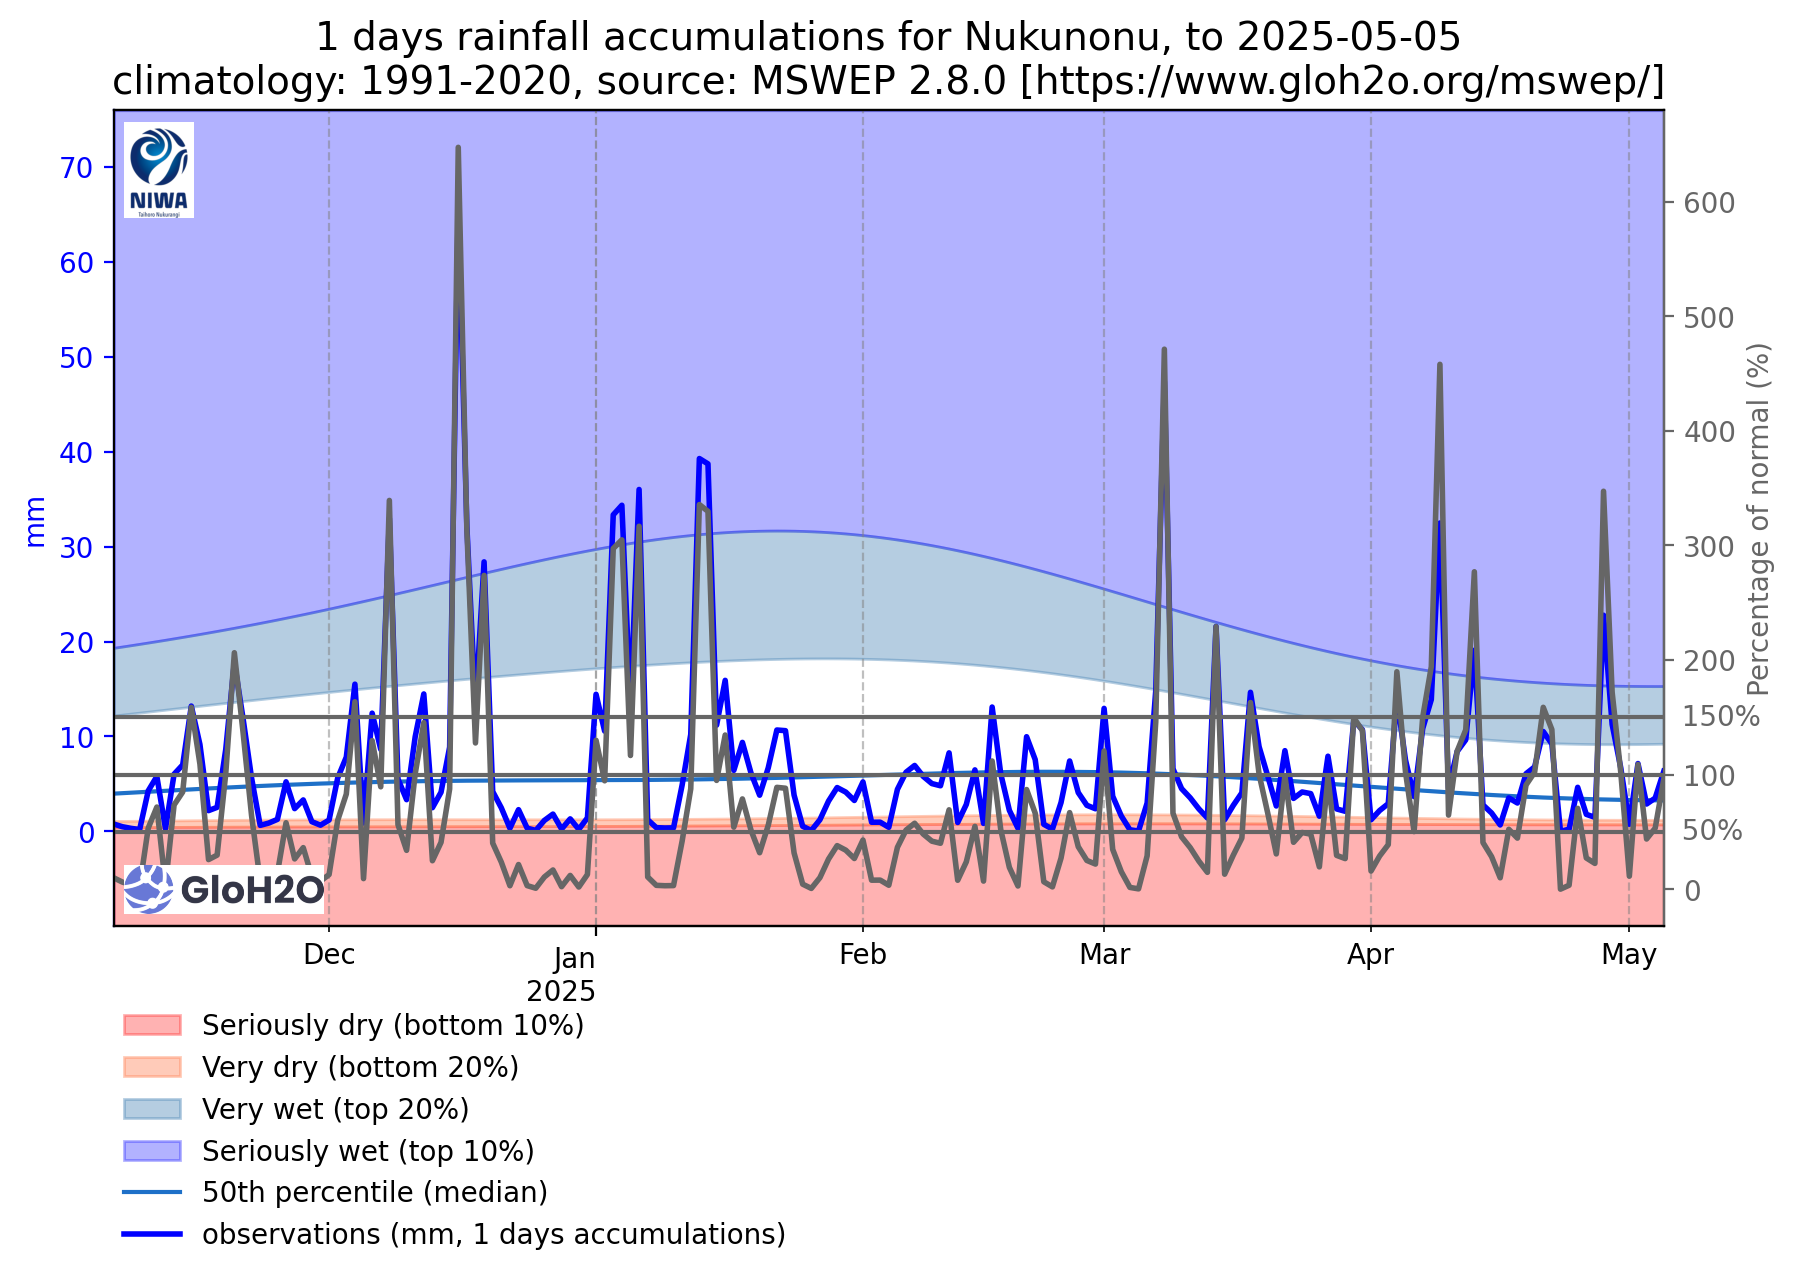 1 days rainfall accumulations for Nukunonu, to 2025-05-05
climatology: 1991-2020, source: MSWEP 2.8.0 [https://www.gloh2o.org/mswep/]
NIWA
Taihoro Nukurangi
70
60
50
40
30
20
10
0
mm
600
500
400
300
200
150%
100
50%
0
Percentage of normal (%)
GloH2O
Dec
Jan
2025
Feb
Mar
Apr
May
Seriously dry (bottom 10%)
Very dry (bottom 20%)
Very wet (top 20%)
Seriously wet (top 10%)
50th percentile (median)
observations (mm, 1 days accumulations)